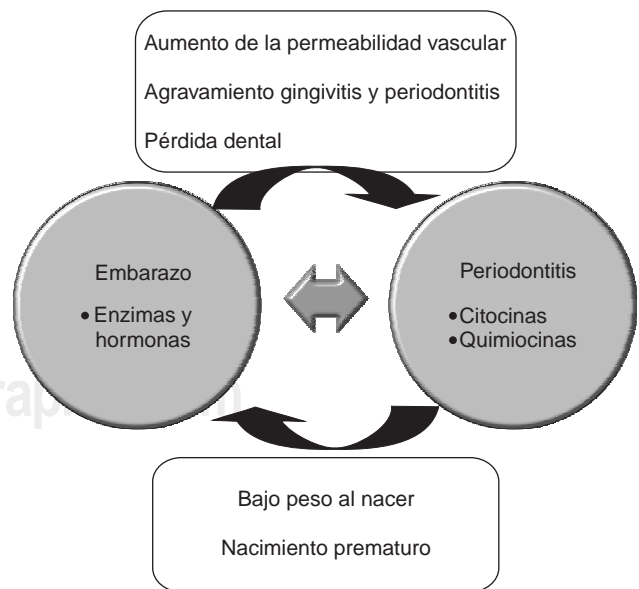 Aumento de la permeabilidad vascular
Agravamiento gingivitis y periodontitis
Pérdida dental
Embarazo
• Enzimas y
hormonas
Periodontitis
•Citocinas
•Quimiocinas
Bajo peso al nacer
Nacimiento prematuro